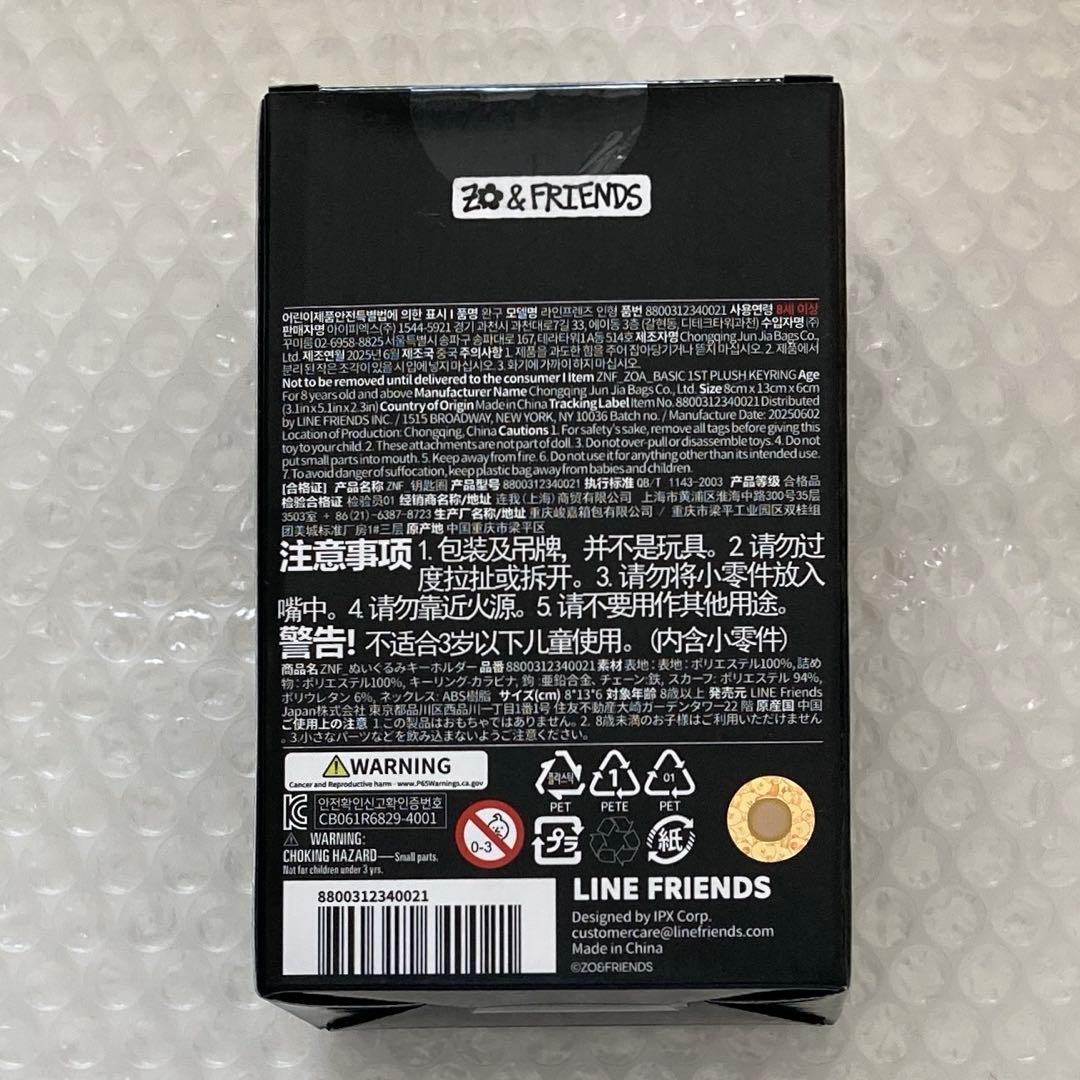 ZO & FRIENDS
어린이제품안전특별법에 의한 표시 I 품명 완구 모델명 라인프렌즈 인형 품번 8800312340021 사용연령 8세 이상
판매자명 아이피엑스(주) 1544-5921 경기 과천시 과천대로7길 33, 에이동 3층 (갈현동, 디테크타워과천) 수입자명 (주)
꾸미윰 02-6958-8825 서울특별시 송파구 송파대로 167, 테라타워1 A동 514호 제조자명 Chongqing Jun Jia Bags Co.,
Ltd. 제조연월 2025년 6월 제조국 중국 주의사항 1. 제품을 과도한 힘을 주어 잡아당기거나 뜯지 마십시오. 2. 제품에서
분리 된 작은 조각이 있을 시 입에 넣지 마십시오. 3. 화기에 가까이 하지 마십시오.
Not to be removed until delivered to the consumer I Item ZNF_ZOA_BASIC 1ST PLUSH KEYRING Age
For 8 years old and above Manufacturer Name Chongqing Jun Jia Bags Co., Ltd. Size 8cm x 13cm x 6cm
(3.1in x 5.1in x 2.3in) Country of Origin Made in China Tracking Label Item No. 8800312340021 Distributed
by LINE FRIENDS INC. / 1515 BROADWAY, NEW YORK, NY 10036 Batch no. / Manufacture Date: 20250602
Location of Production: Chongqing, China Cautions 1. For safety's sake, remove all tags before giving this
toy to your child. 2. These attachments are not part of doll. 3. Do not over-pull or disassemble toys. 4. Do not
put small parts into mouth. 5. Keep away from fire. 6. Do not use it for anything other than its intended use.
7. To avoid danger of suffocation, keep plastic bag away from babies and children.
[合格证] 产品名称 ZNF_钥匙圈 产品型号 8800312340021 执行标准 QB/T 1143-2003 产品等级 合格品
检验合格证 检验员01 经销商名称/地址 连我(上海)商贸有限公司 上海市黄浦区淮海中路300号35层
3503室 + 86(21)-6387-8723 生产厂名称/地址 重庆峻嘉箱包有限公司 / 重庆市梁平工业园区双桂组
团美城标准厂房1#三层 原产地 中国重庆市梁平区
注意事项 1. 包装及吊牌，并不是玩具。2. 请勿过
度拉扯或拆开。3. 请勿将小零件放入
嘴中。4. 请勿靠近火源。5. 请不要用作其他用途。
警告! 不适合3岁以下儿童使用。(内含小零件)
商品名 ZNF_ぬいぐるみキーホルダー 品番 8800312340021 素材 表地 : 表地 : ポリエステル100%, 詰め
物 : ポリエステル100%, キーリング・カラビナ, 鉤 : 亜鉛合金, チェーン:鉄, スカーフ: ポリエステル 94%,
ポリウレタン 6%, ネックレス: ABS樹脂 サイズ(cm) 8*13*6 対象年齢 8歳以上 発売元 LINE Friends
Japan株式会社 東京都品川区西品川一丁目1番1号 住友不動産大崎ガーデンタワー22 階 原産国 中国
ご使用上の注意 1. この製品はおもちゃではありません。2. 8歳未満のお子様はご利用いただけません
。3. 小さなパーツなどを飲み込まないようご注意ください。
WARNING
Cancer and Reproductive harm - www.P65Warnings.ca.gov
안전확인신고확인증번호
CB061R6829-4001
WARNING:
CHOKING HAZARD—Small parts.
Not for children under 3 yrs.
0-3
플라스틱
PET
1
PETE
01
PET
プラ
紙
8800312340021
LINE FRIENDS
Designed by IPX Corp.
customercare@linefriends.com
Made in China
©ZO&FRIENDS